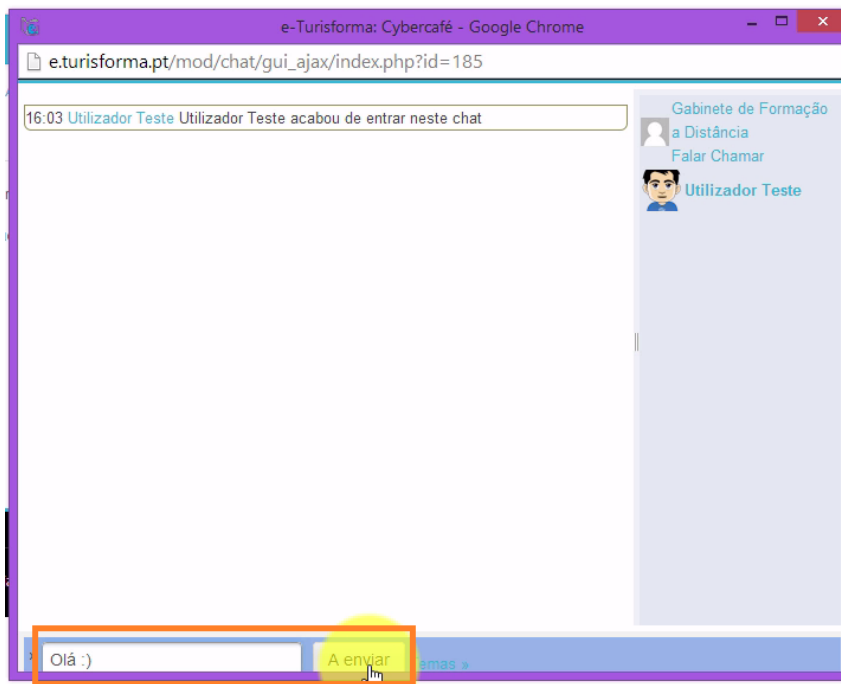 e-Turisforma: Cybercafé - Google Chrome
e.turisforma.pt/mod/chat/gui_ajax/index.php?id=185
16:03 Utilizador Teste Utilizador Teste acabou de entrar neste chat
Gabinete de Formação
a Distância
Falar Chamar
Utilizador Teste
Olá :)
A enviar
emas »